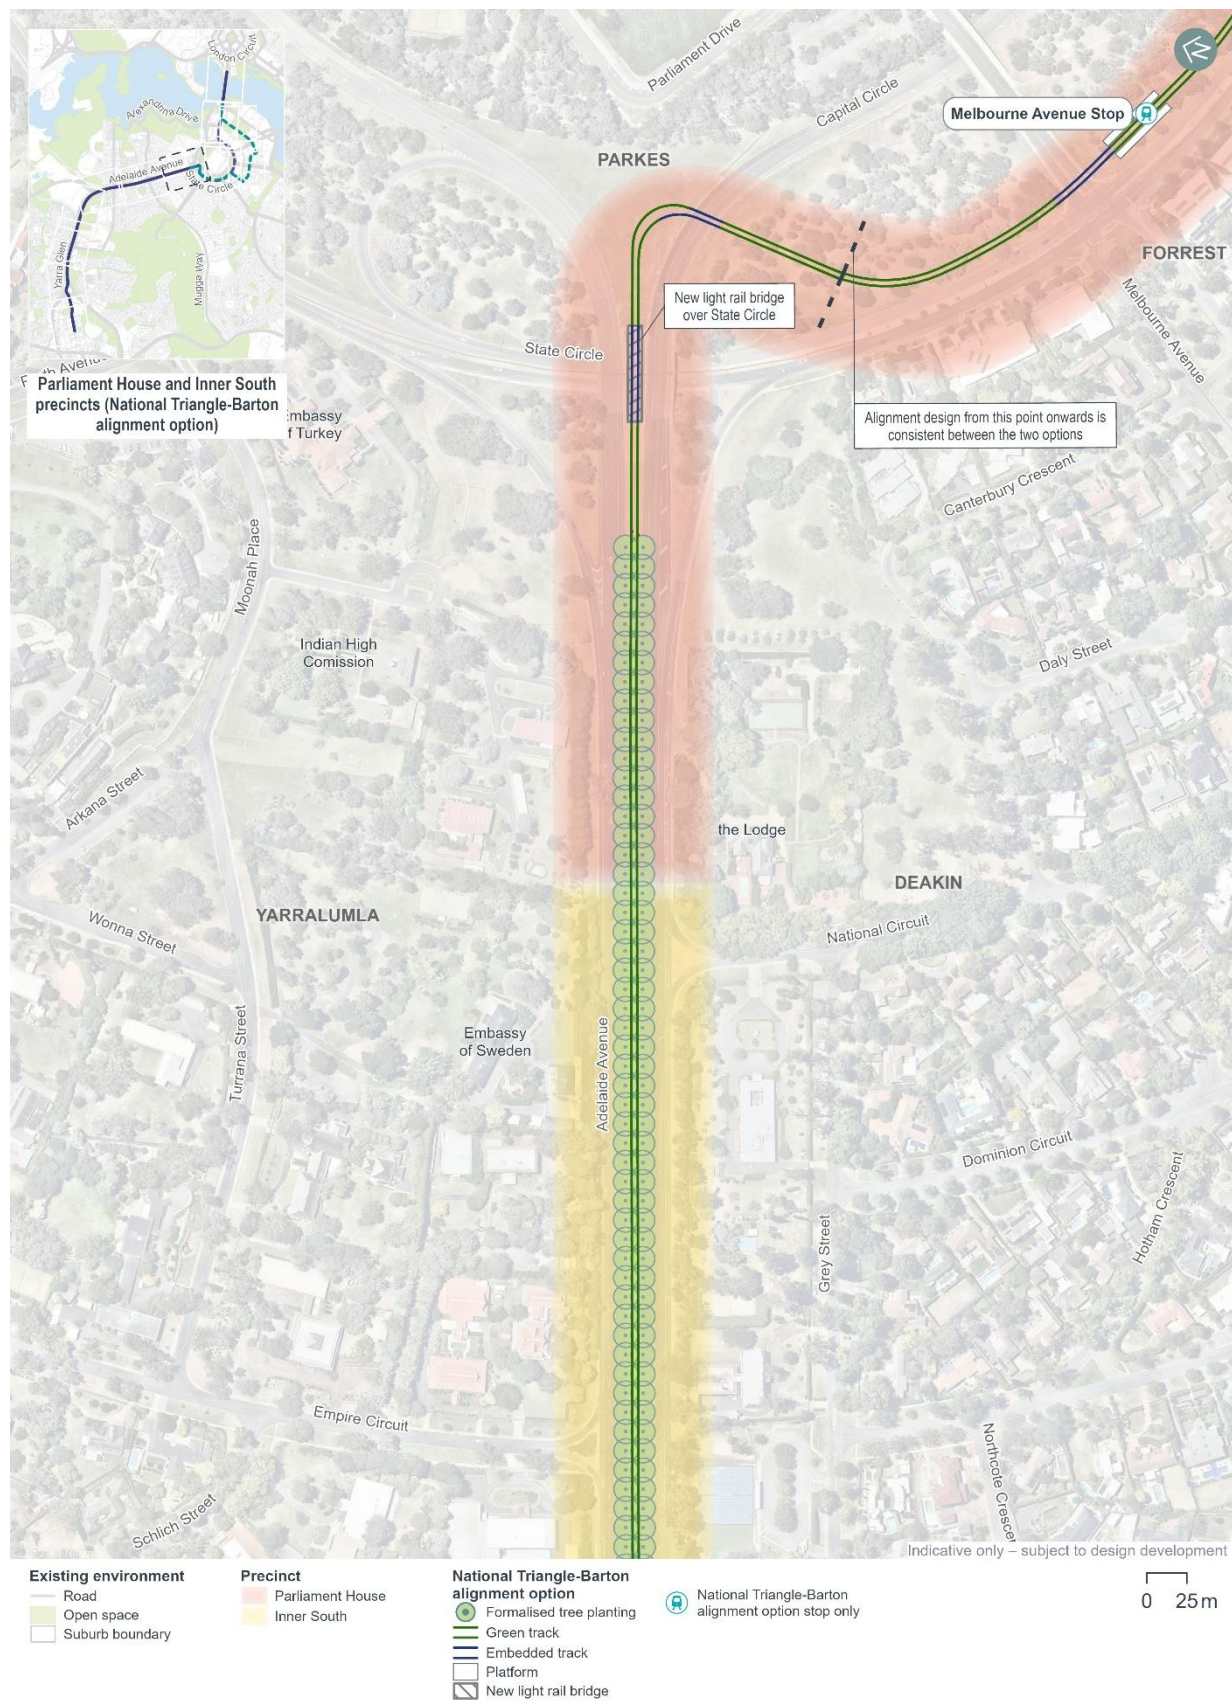 London Circuit
Alexandrina Drive
Adelaide Avenue
State Circle
Yarra Glen
Mugga Way
Parliament House and Inner South
precincts (National Triangle-Barton
alignment option)
Parliament Drive
Capital Circle
Melbourne Avenue Stop
PARKES
FORREST
Melbourne Avenue
New light rail bridge
over State Circle
State Circle
Avenue
Embassy
of Turkey
Alignment design from this point onwards is
consistent between the two options
Canterbury Crescent
Moonah Place
Indian High
Comission
Daly Street
Arkana Street
the Lodge
DEAKIN
YARRALUMLA
Wonna Street
National Circuit
Embassy
of Sweden
Adelaide Avenue
Turrana Street
Dominion Circuit
Hotham Crescent
Grey Street
Empire Circuit
Northcote Crescen
Schlich Street
Indicative only – subject to design development
Existing environment
Road
Open space
Suburb boundary
Precinct
Parliament House
Inner South
National Triangle-Barton
alignment option
Formalised tree planting
Green track
Embedded track
Platform
New light rail bridge
National Triangle-Barton
alignment option stop only
0 25 m
N